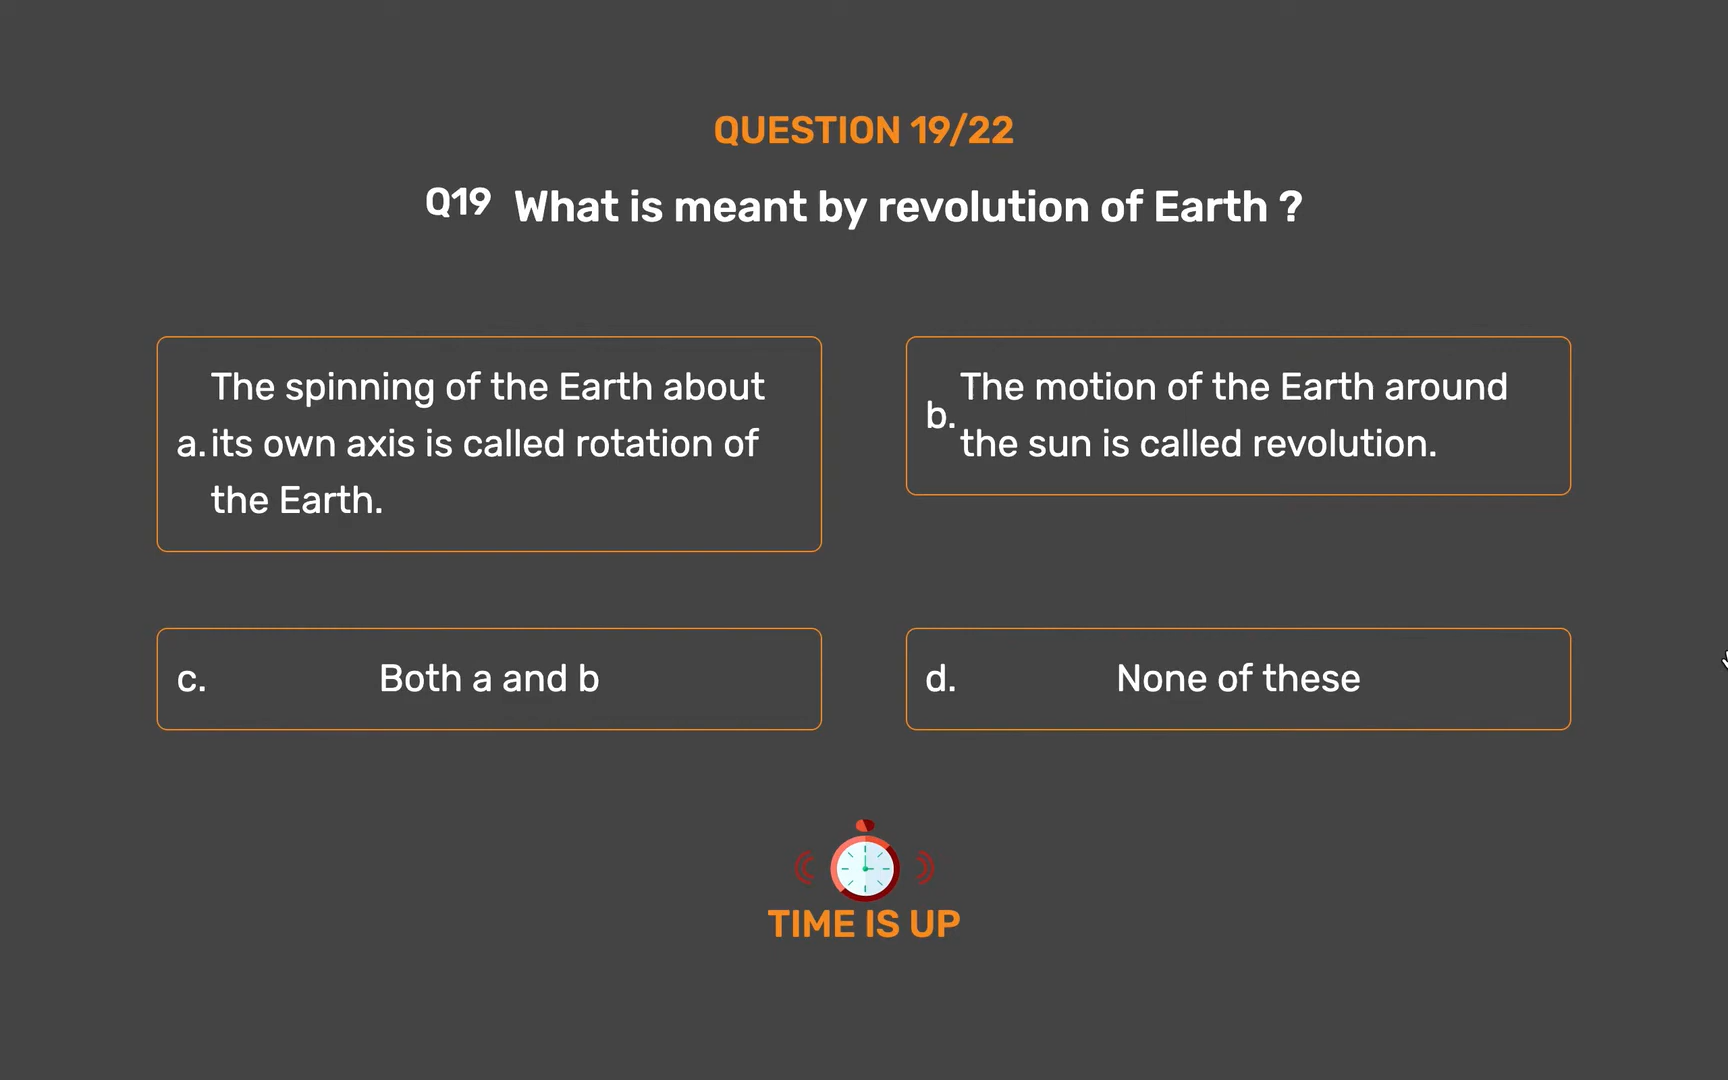 QUESTION 19/22
Q19 What is meant by revolution of Earth ?
The spinning of the Earth about
a. its own axis is called rotation of
the Earth.
b. The motion of the Earth around
the sun is called revolution.
c. Both a and b
d. None of these
TIME IS UP